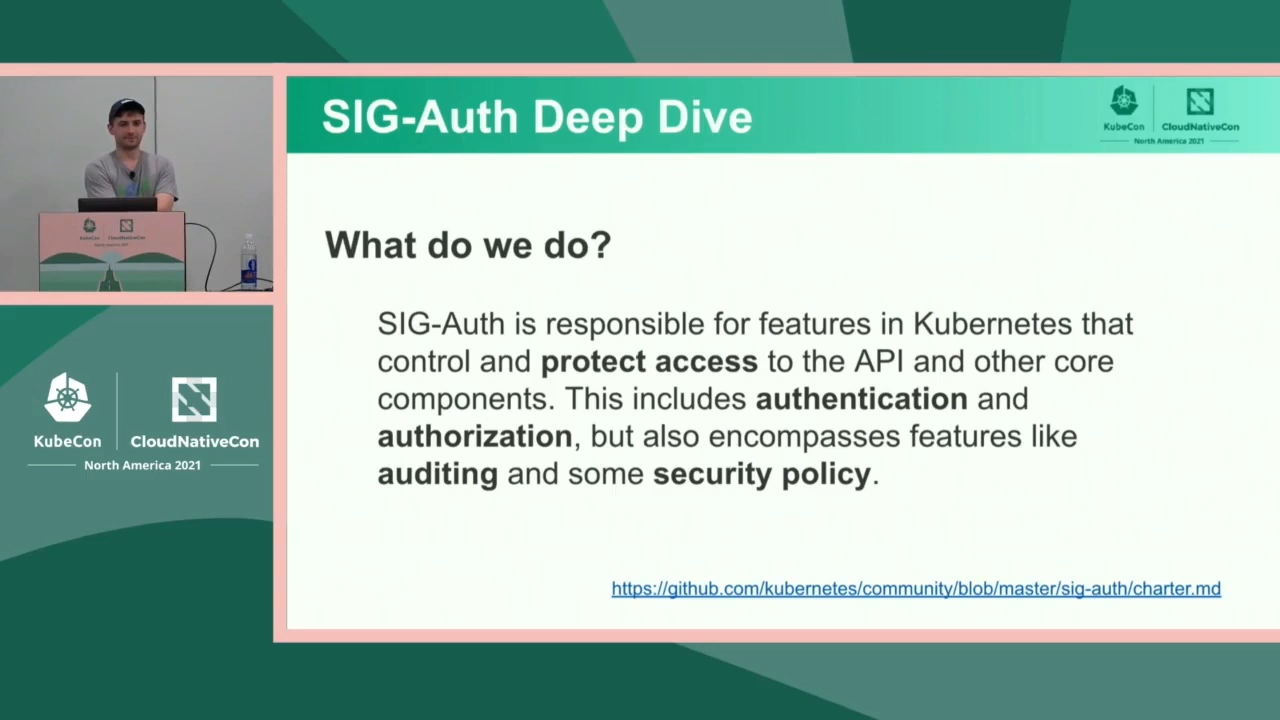 SIG-Auth Deep Dive
KubeCon
CloudNativeCon
North America 2021
What do we do?
SIG-Auth is responsible for features in Kubernetes that
control and protect access to the API and other core
components. This includes authentication and
authorization, but also encompasses features like
auditing and some security policy.
https://github.com/kubernetes/community/blob/master/sig-auth/charter.md
KubeCon
CloudNativeCon
KubeCon
CloudNativeCon
North America 2021